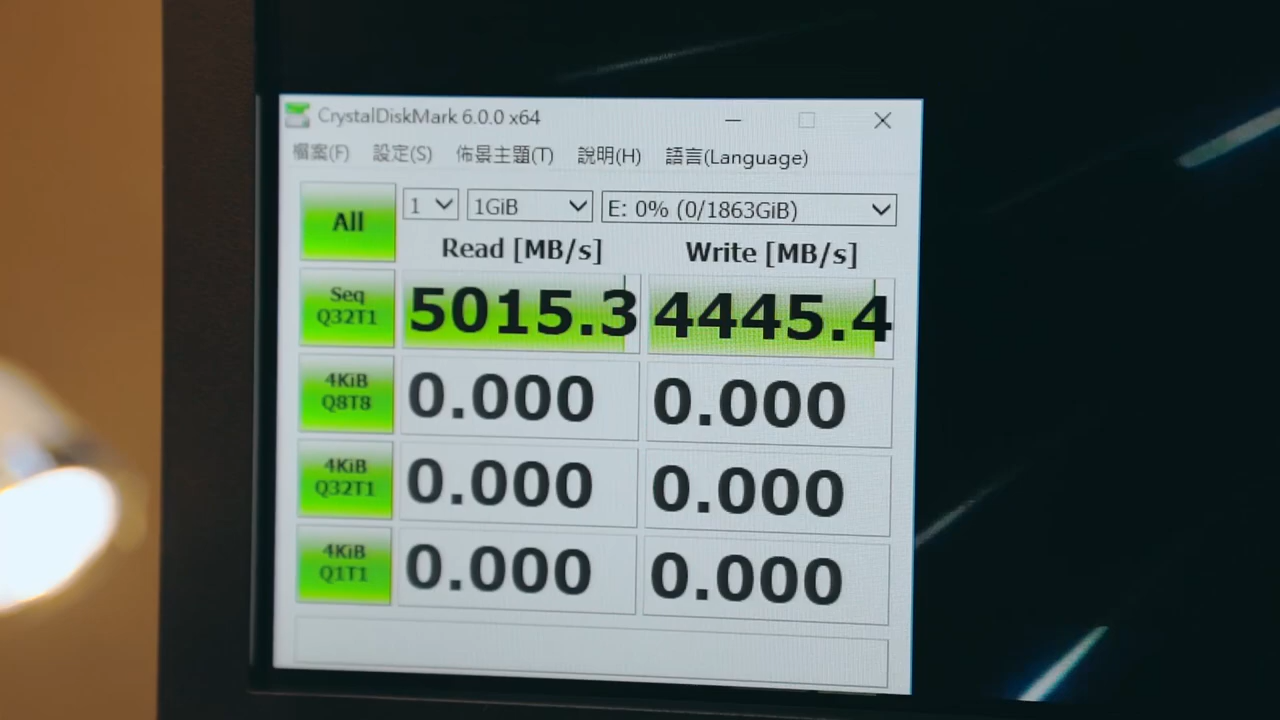 CrystalDiskMark 6.0.0 x64
檔案(F) 設定(S) 佈景主題(T) 說明(H) 語言(Language)
All 1 1GiB E: 0% (0/1863GiB)
Read [MB/s] Write [MB/s]
Seq
Q32T1 5015.3 4445.4
4KiB
Q8T8 0.000 0.000
4KiB
Q32T1 0.000 0.000
4KiB
Q1T1 0.000 0.000